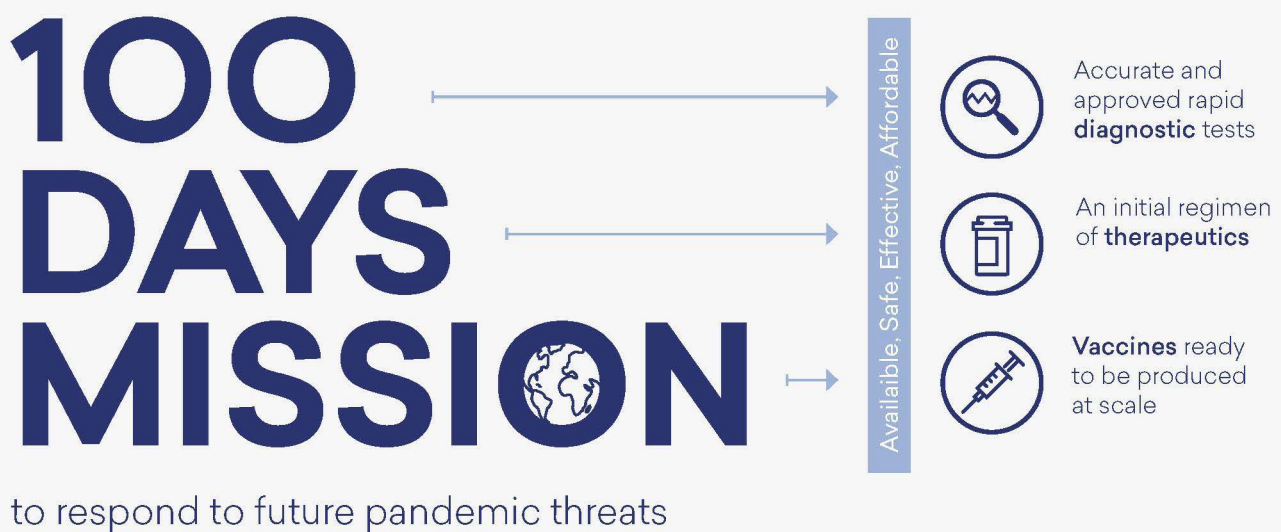 100
DAYS
MISSION
to respond to future pandemic threats
Availaible, Safe, Effective, Affordable
Accurate and
approved rapid
diagnostic tests
An initial regimen
of therapeutics
Vaccines ready
to be produced
at scale